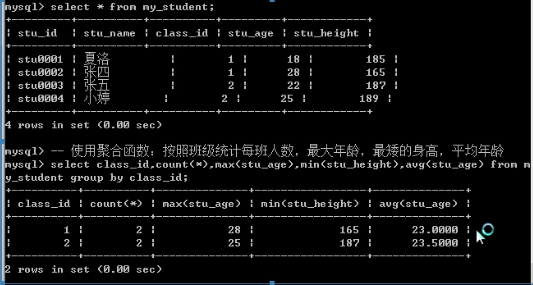 mysql> select * from my_student;
+---------+----------+----------+---------+------------+
| stu_id | stu_name | class_id | stu_age | stu_height |
+---------+----------+----------+---------+------------+
| stu0001 | 夏洛 | 1 | 18 | 185 |
| stu0002 | 张四 | 1 | 28 | 165 |
| stu0003 | 张五 | 2 | 22 | 187 |
| stu0004 | 小婷 | 2 | 25 | 189 |
+---------+----------+----------+---------+------------+
4 rows in set (0.00 sec)
mysql> -- 使用聚合函数：按照班级统计每班人数，最大年龄，最矮的身高，平均年龄
mysql> select class_id,count(*),max(stu_age),min(stu_height),avg(stu_age) from m
y_student group by class_id;
+----------+----------+--------------+-----------------+--------------+
| class_id | count(*) | max(stu_age) | min(stu_height) | avg(stu_age) |
+----------+----------+--------------+-----------------+--------------+
| 1 | 2 | 28 | 165 | 23.0000 |
| 2 | 2 | 25 | 187 | 23.5000 |
+----------+----------+--------------+-----------------+--------------+
2 rows in set (0.00 sec)